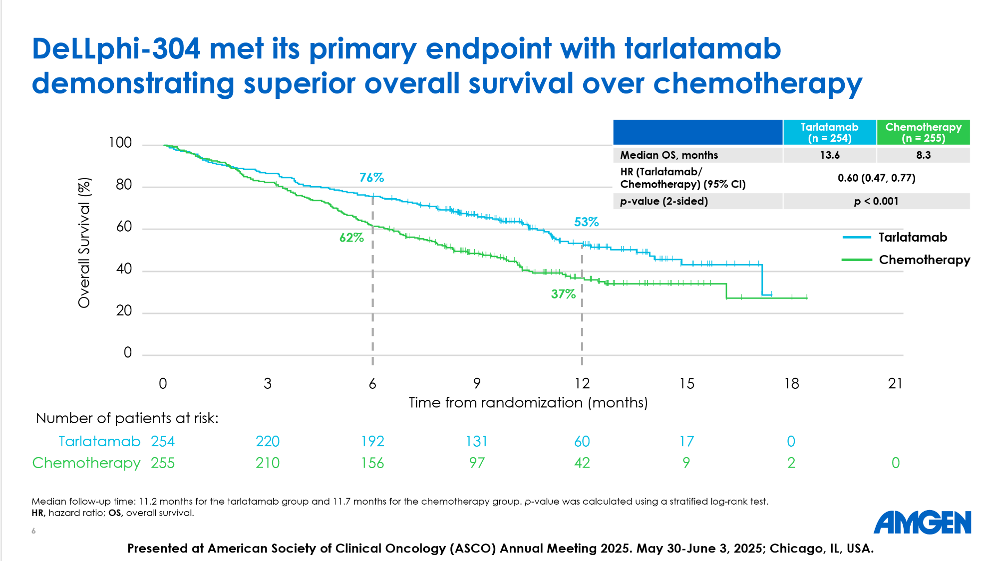 DeLLphi-304 met its primary endpoint with tarlatamab
demonstrating superior overall survival over chemotherapy
Tarlatamab Chemotherapy
(n = 254) (n = 255)
Median OS, months 13.6 8.3
HR (Tarlatamab/
Chemotherapy) (95% CI) 0.60 (0.47, 0.77)
p-value (2-sided) p < 0.001
Overall Survival (%)
100
80
60
40
20
0
76%
62%
53%
37%
Tarlatamab
Chemotherapy
0 3 6 9 12 15 18 21
Time from randomization (months)
Number of patients at risk:
Tarlatamab 254 220 192 131 60 17 0
Chemotherapy 255 210 156 97 42 9 2 0
Median follow-up time: 11.2 months for the tarlatamab group and 11.7 months for the chemotherapy group. p-value was calculated using a stratified log-rank test.
HR, hazard ratio; OS, overall survival.
6
AMGEN
Presented at American Society of Clinical Oncology (ASCO) Annual Meeting 2025. May 30-June 3, 2025; Chicago, IL, USA.